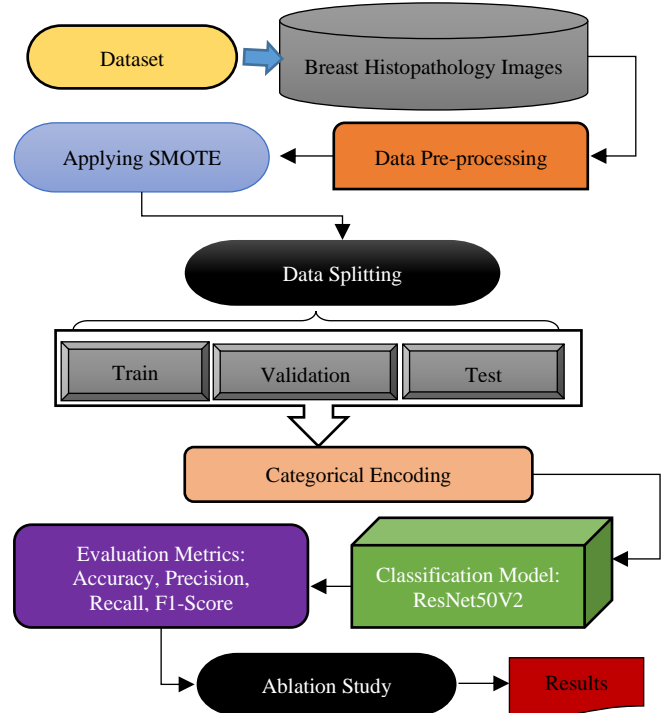 Dataset
Breast Histopathology Images
Applying SMOTE
Data Pre-processing
Data Splitting
Train
Validation
Test
Categorical Encoding
Evaluation Metrics:
Accuracy, Precision,
Recall, F1-Score
Classification Model:
ResNet50V2
Ablation Study
Results